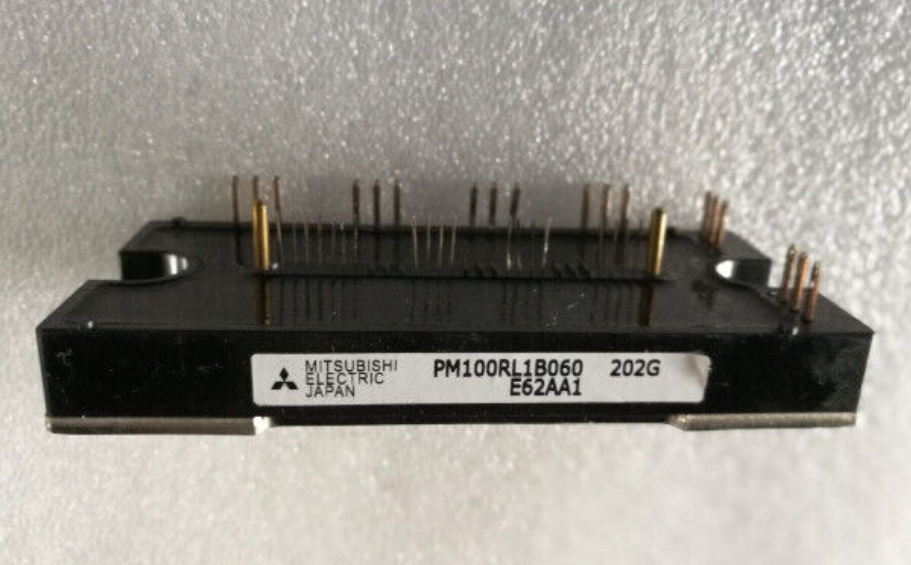 MITSUBISHI
ELECTRIC
JAPAN
PM100RL1B060 202G
E62AA1